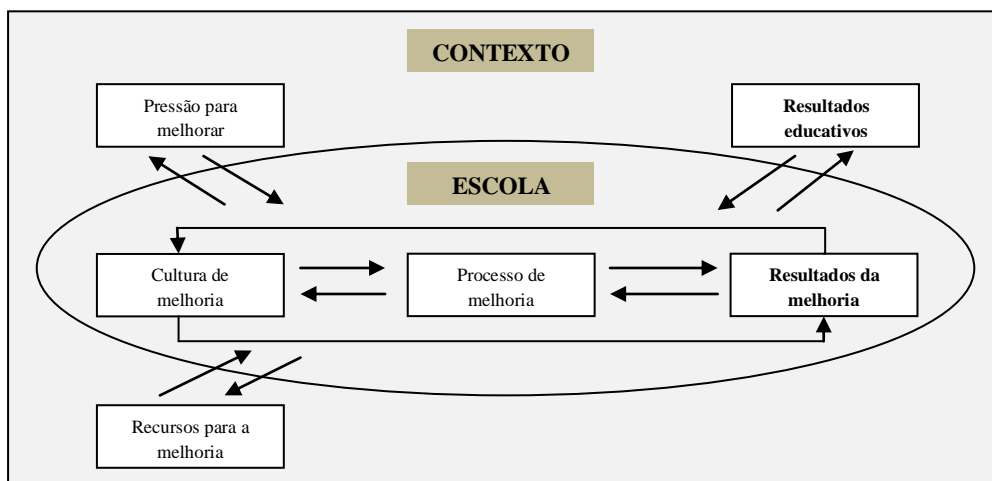 CONTEXTO
Pressão para
melhorar
Resultados
educativos
ESCOLA
Cultura de
melhoria
Processo de
melhoria
Resultados da
melhoria
Recursos para a
melhoria